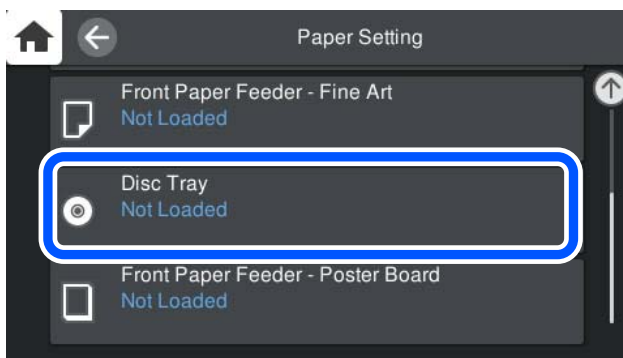 Paper Setting
Front Paper Feeder - Fine Art
Not Loaded
Disc Tray
Not Loaded
Front Paper Feeder - Poster Board
Not Loaded